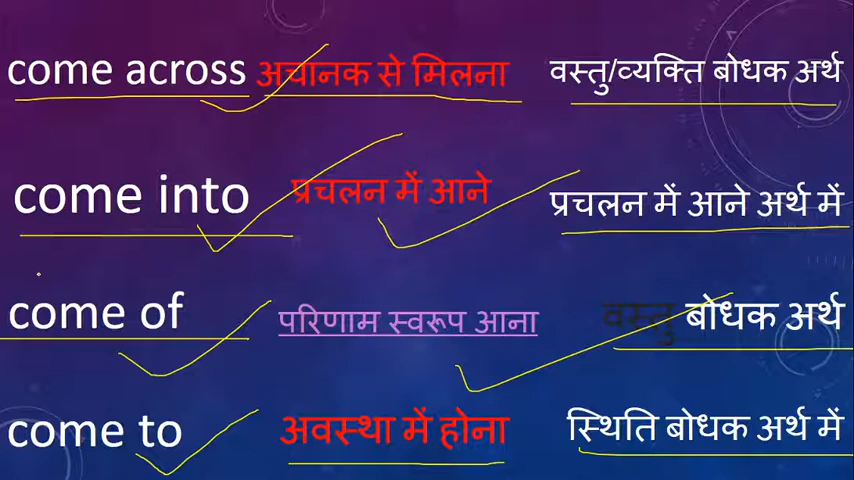 come across अचानक से मिलना वस्तु/व्यक्ति बोधक अर्थ
come into प्रचलन में आने प्रचलन में आने अर्थ में
come of परिणाम स्वरूप आना वस्तु बोधक अर्थ
come to अवस्था में होना स्थिति बोधक अर्थ में